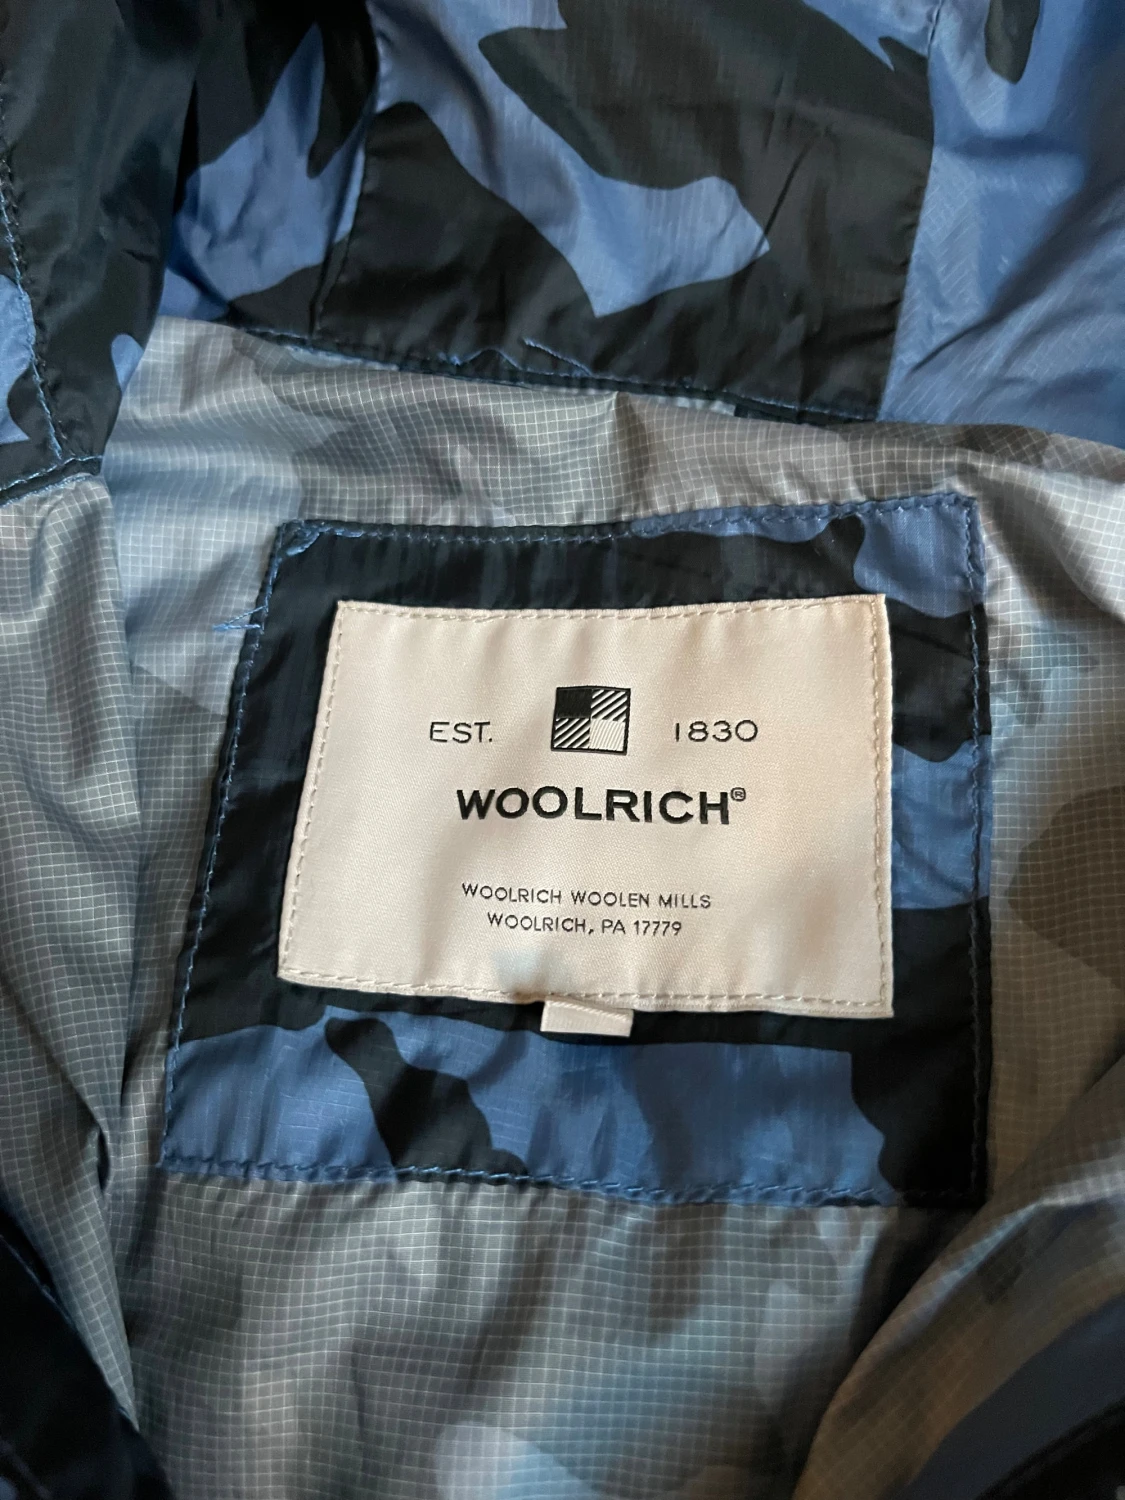 EST. 1830
WOOLRICH®
WOOLRICH WOOLEN MILLS
WOOLRICH, PA 17779